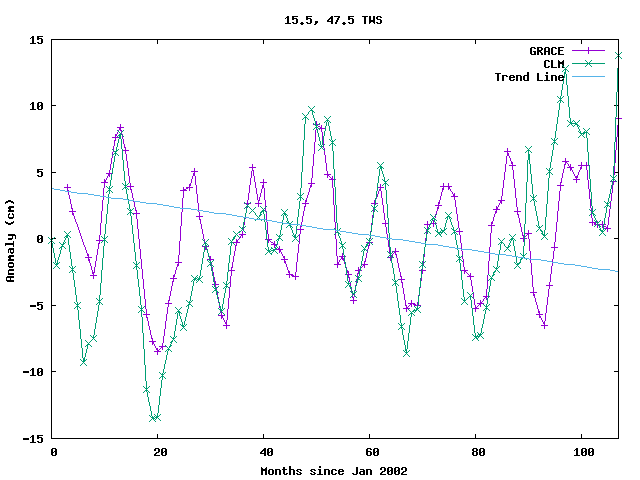 15.5, 47.5 TWS
GRACE
CLM
Trend Line
15
10
5
0
-5
-10
-15
Anomaly (cm)
0 20 40 60 80 100
Months since Jan 2002